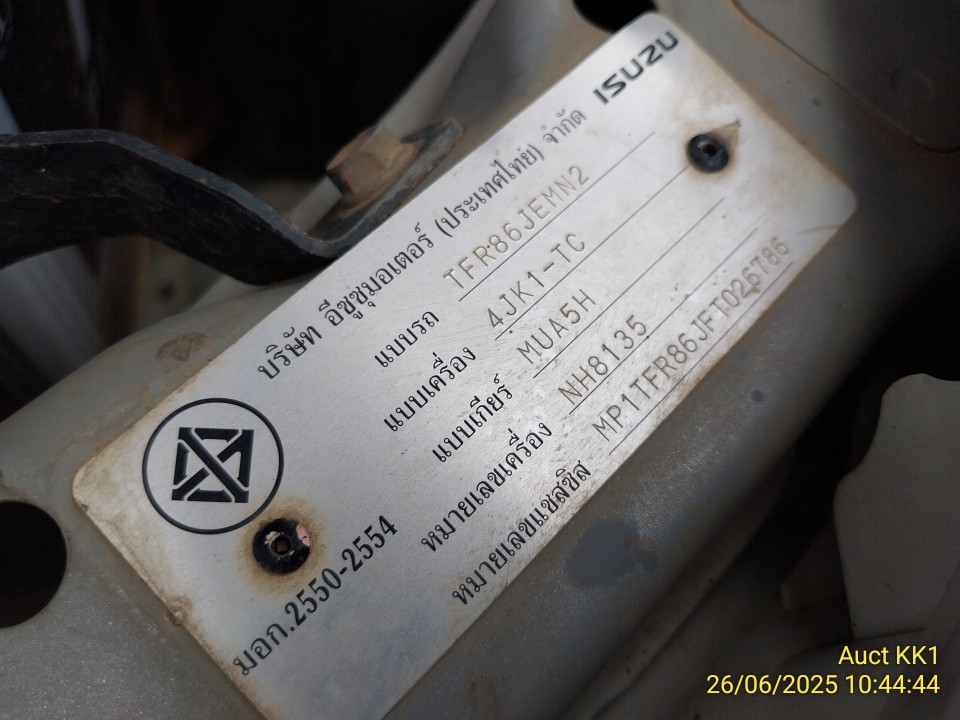 ISUZU
บริษัท อีซูซุมอเตอร์ (ประเทศไทย) จำกัด
แบบรถ TFR86JEMN2
แบบเครื่อง 4JK1-TC
แบบเกียร์ MUA5H
หมายเลขเครื่อง NH8135
หมายเลขแชสซิส MP1TFR86JFT026786
มอก.2550-2554
Auct KK1
26/06/2025 10:44:44